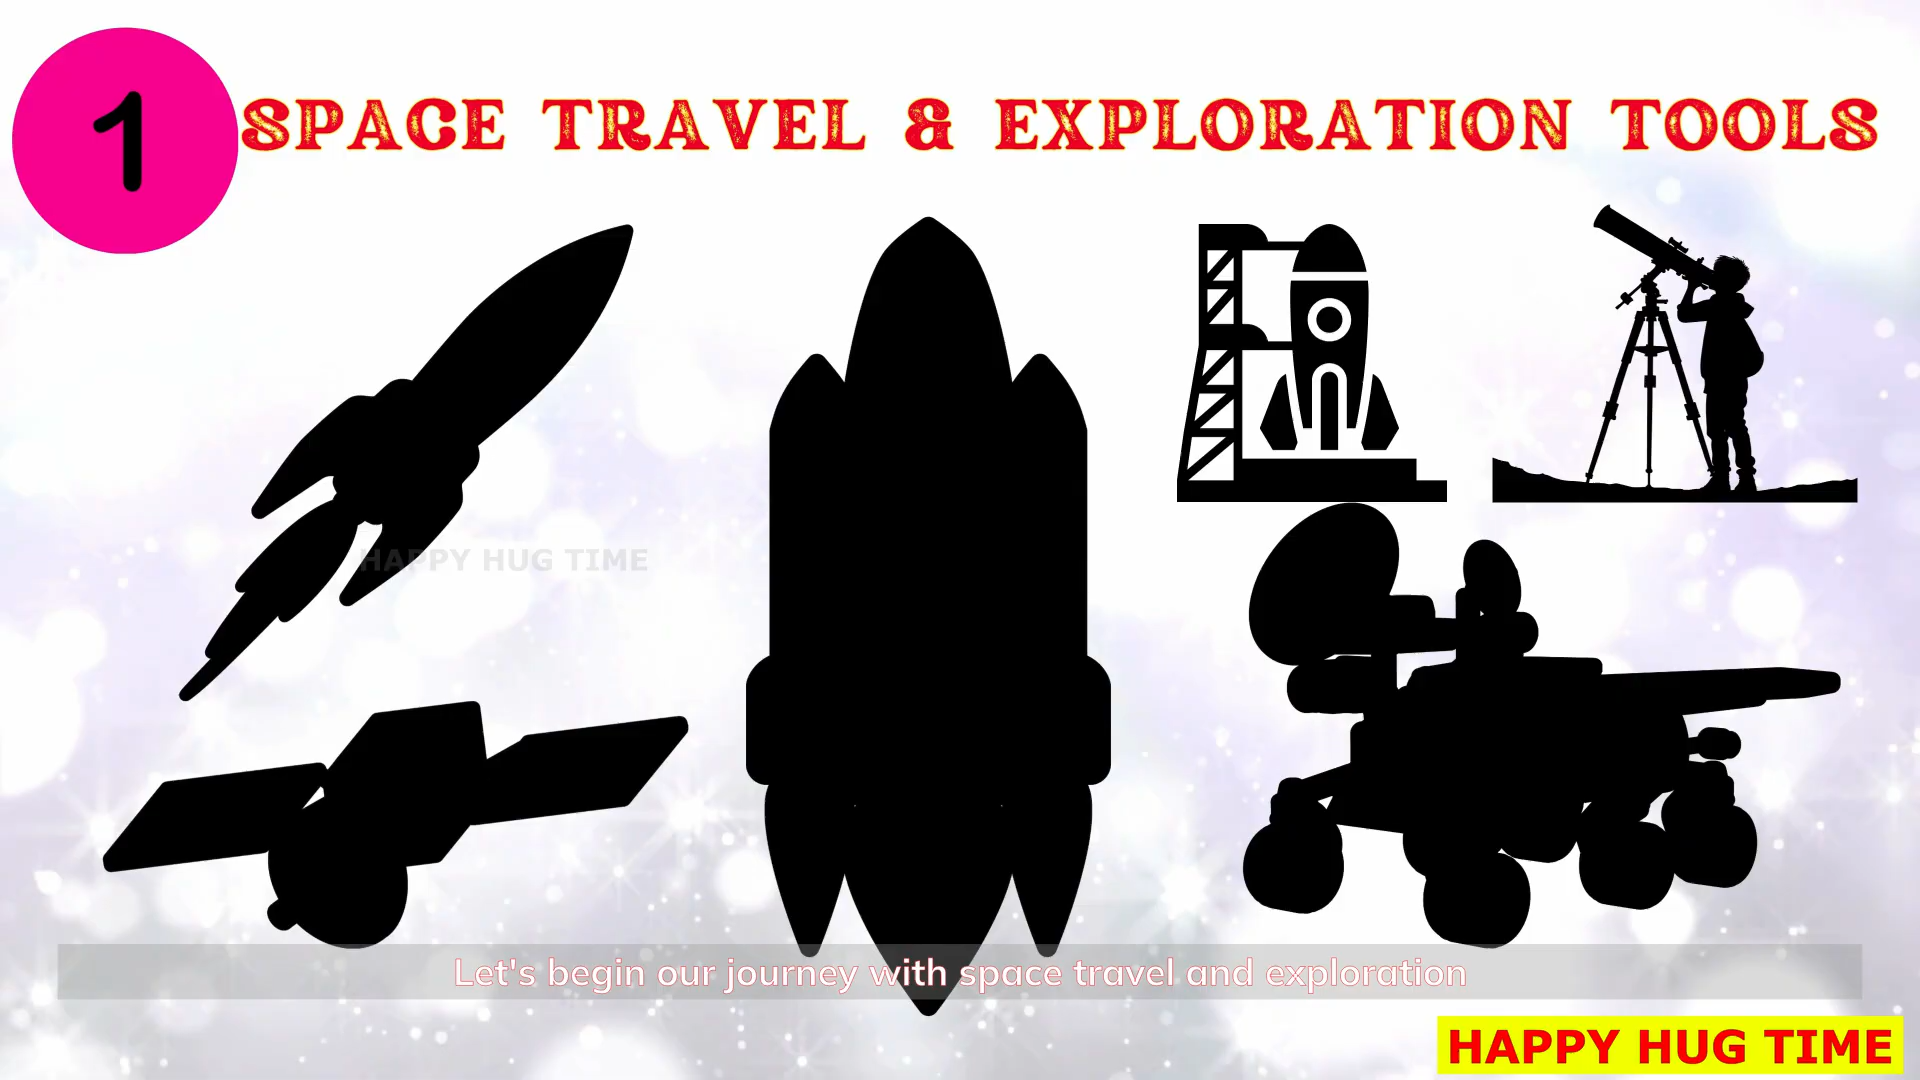 1
SPACE TRAVEL & EXPLORATION TOOLS
HAPPY HUG TIME
Let's begin our journey with space travel and exploration
HAPPY HUG TIME